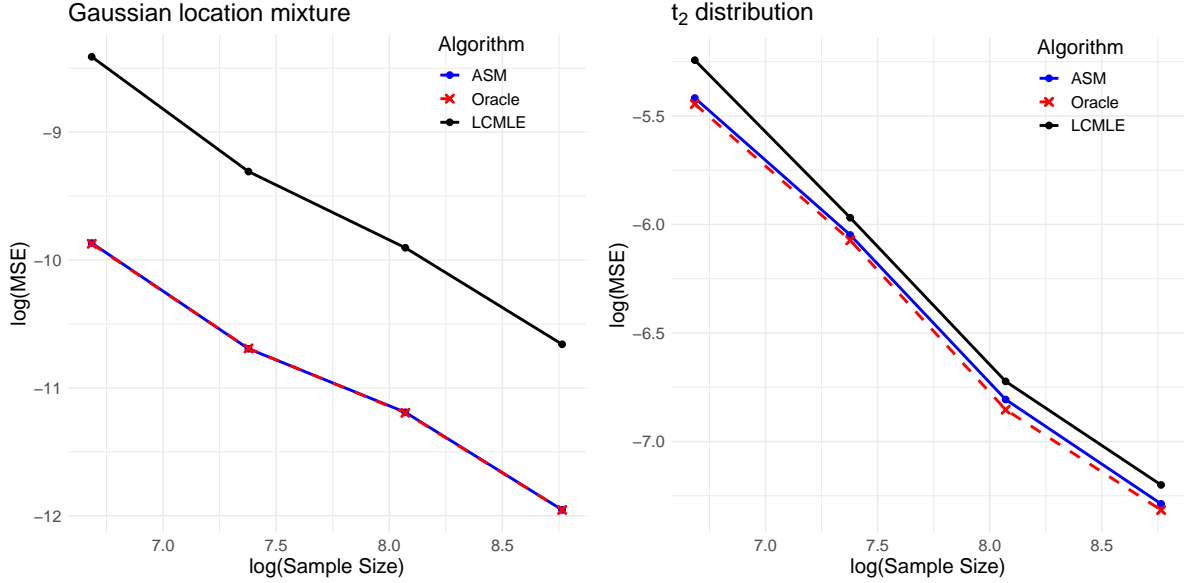 Gaussian location mixture
Algorithm
ASM
Oracle
LCMLE
log(MSE)
−9
−10
−11
−12
7.0
7.5
8.0
8.5
log(Sample Size)
t₂ distribution
Algorithm
ASM
Oracle
LCMLE
log(MSE)
−5.5
−6.0
−6.5
−7.0
7.0
7.5
8.0
8.5
log(Sample Size)